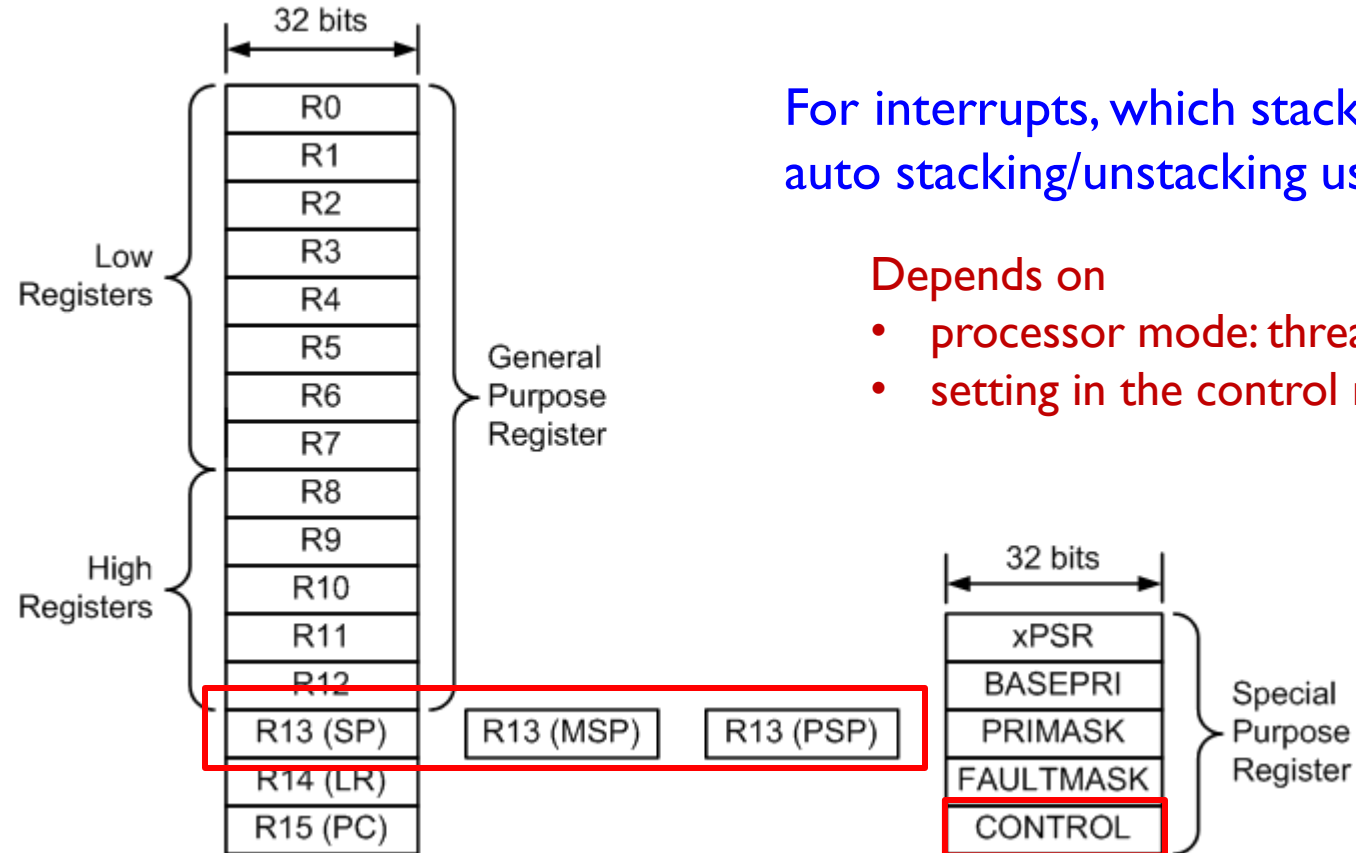 32 bits
R0
R1
R2
R3
R4
R5
R6
R7
R8
R9
R10
R11
R12
R13 (SP)
R14 (LR)
R15 (PC)
Low
Registers
High
Registers
General
Purpose
Register
R13 (MSP)
R13 (PSP)
For interrupts, which stack
auto stacking/unstacking
Depends on
• processor mode:
• setting in the control
32 bits
xPSR
BASEPRI
PRIMASK
FAULTMASK
CONTROL
Special
Purpose
Register